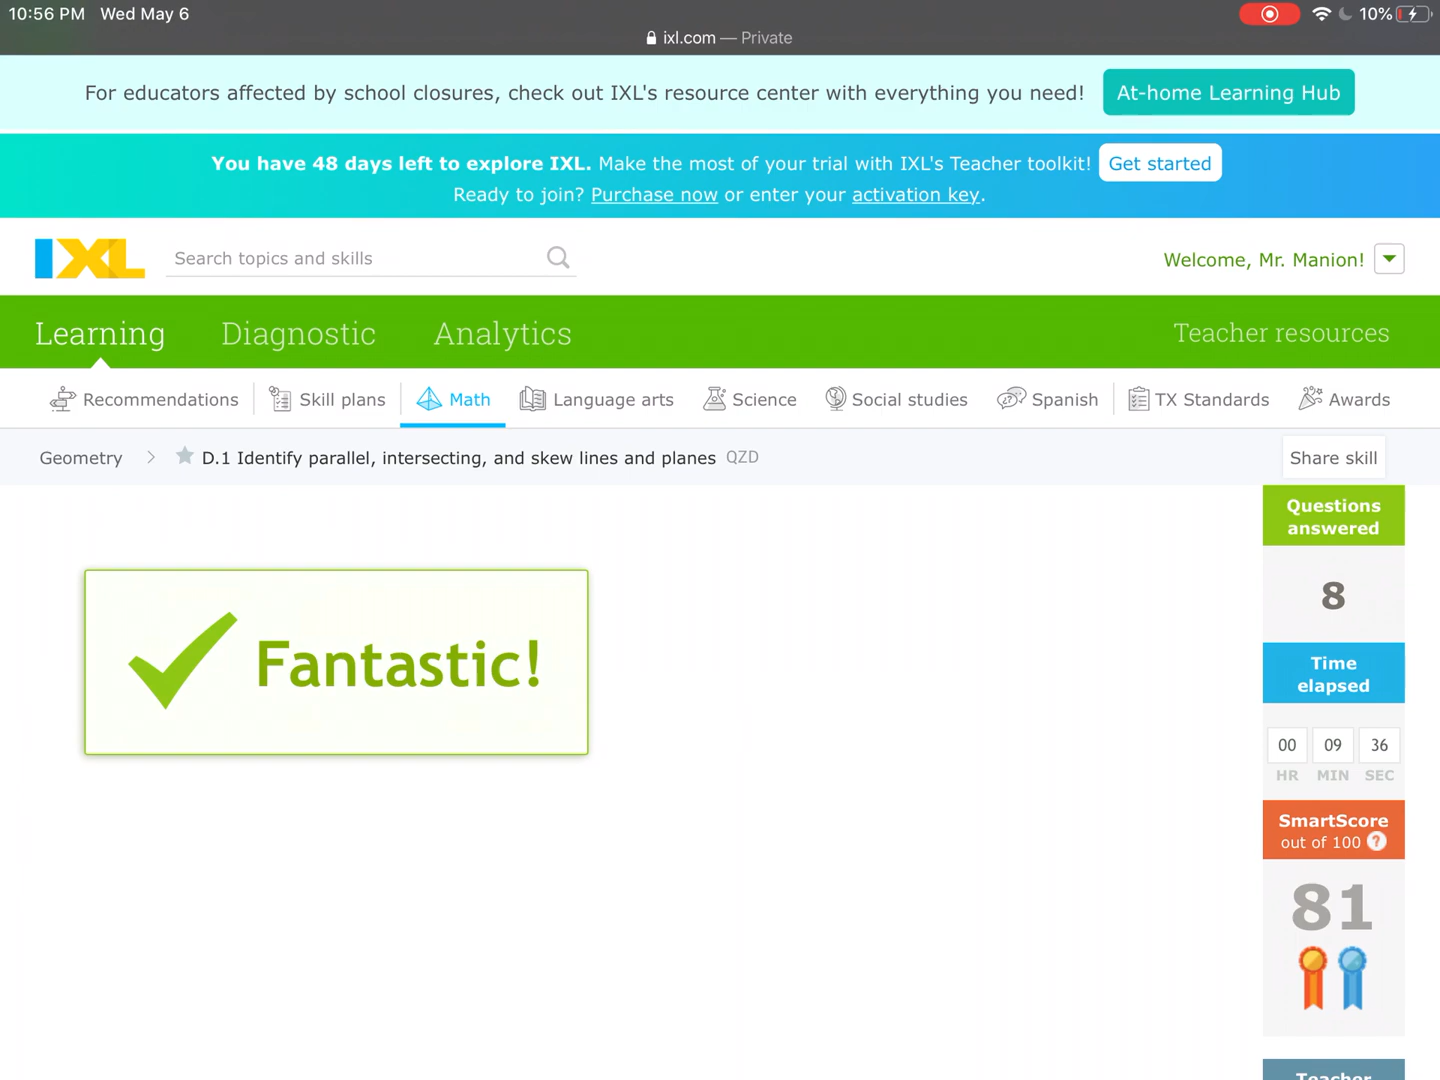 10:56 PM Wed May 6
10%
ixl.com — Private
For educators affected by school closures, check out IXL's resource center with everything you need! At-home Learning Hub
You have 48 days left to explore IXL. Make the most of your trial with IXL's Teacher toolkit! Get started
Ready to join? Purchase now or enter your activation key.
IXL Search topics and skills Welcome, Mr. Manion!
Learning Diagnostic Analytics Teacher resources
Recommendations Skill plans Math Language arts Science Social studies Spanish TX Standards Awards
Geometry > D.1 Identify parallel, intersecting, and skew lines and planes QZD Share skill
Questions
answered
8
Fantastic!
Time
elapsed
00 09 36
HR MIN SEC
SmartScore
out of 100 ?
81
Teacher